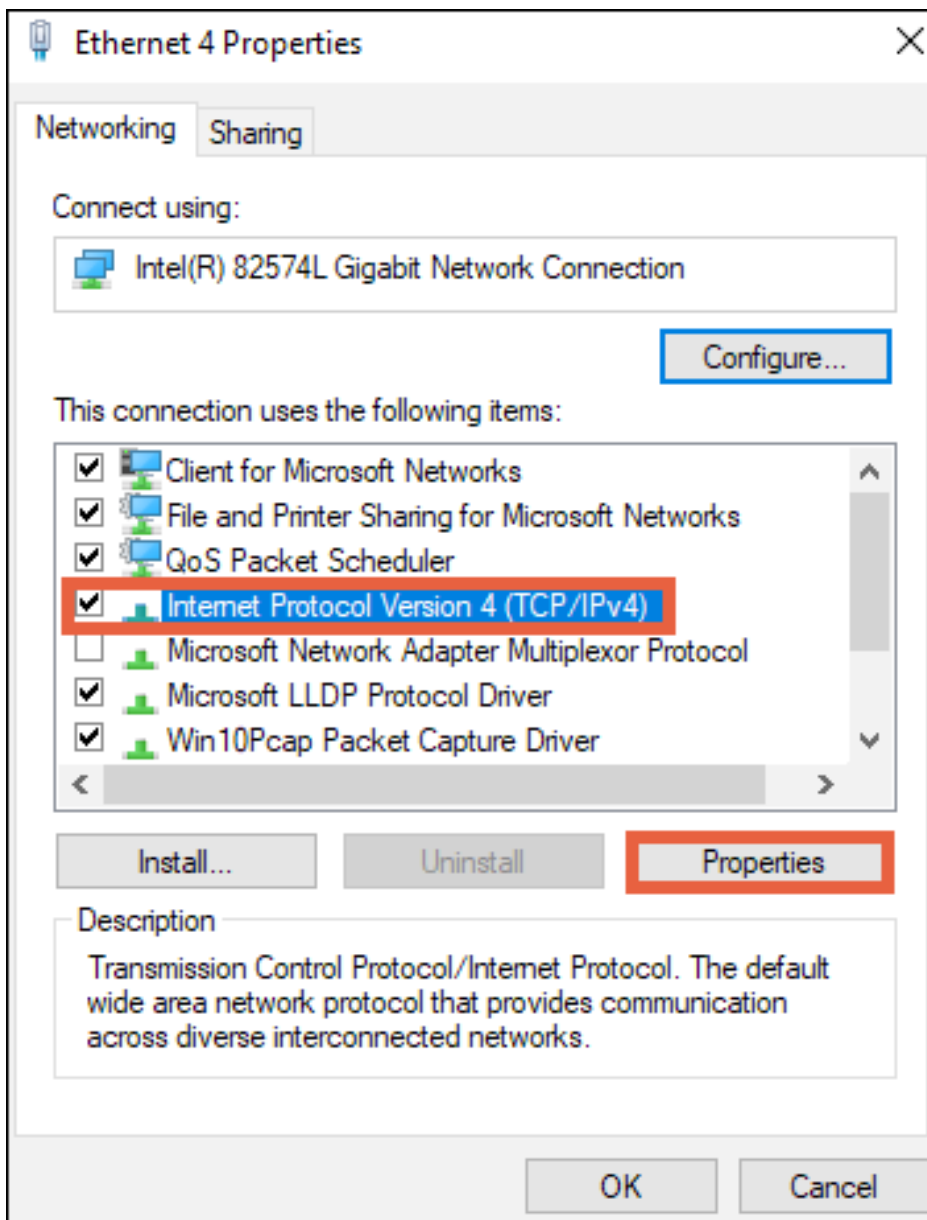 Ethernet 4 Properties
Networking
Sharing
Connect using:
Intel(R) 82574L Gigabit Network Connection
Configure...
This connection uses the following items:
Client for Microsoft Networks
File and Printer Sharing for Microsoft Networks
QoS Packet Scheduler
Internet Protocol Version 4 (TCP/IPv4)
Microsoft Network Adapter Multiplexor Protocol
Microsoft LLDP Protocol Driver
Win10Pcap Packet Capture Driver
Install...
Uninstall
Properties
Description
Transmission Control Protocol/Internet Protocol. The default
wide area network protocol that provides communication
across diverse interconnected networks.
OK
Cancel